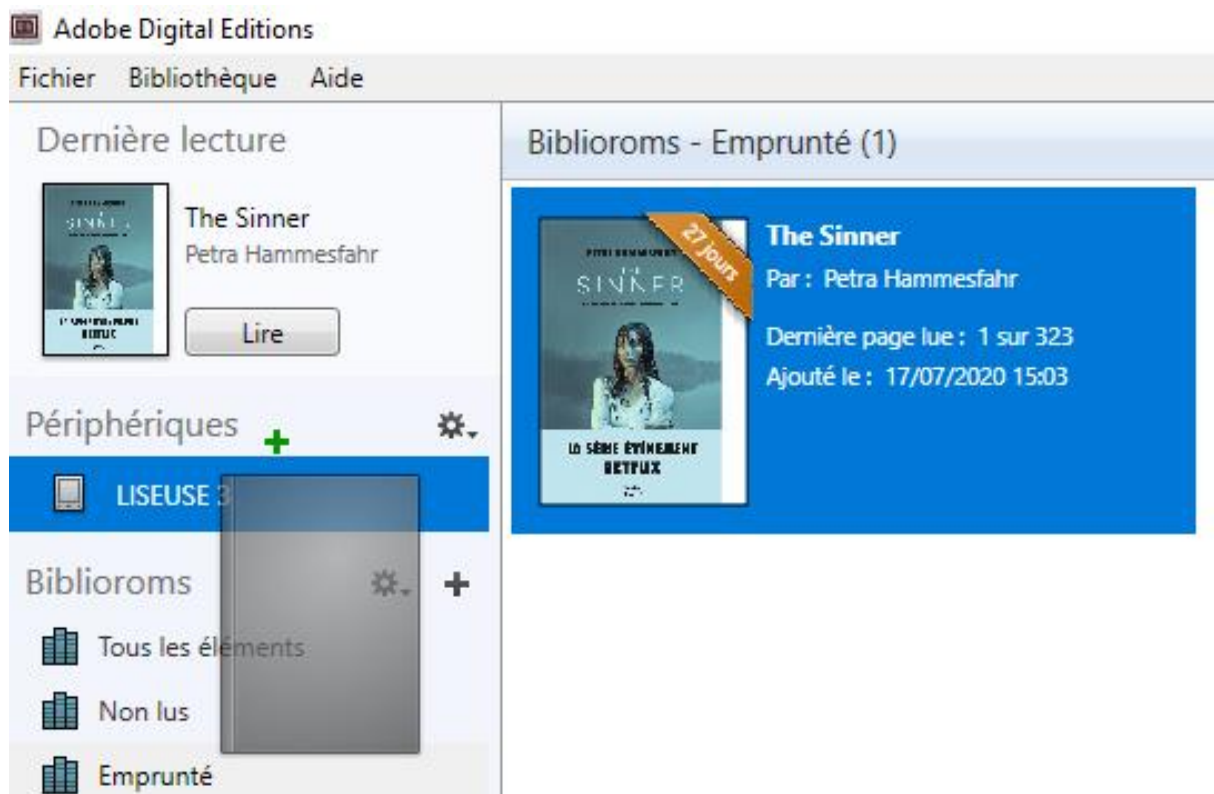 Adobe Digital Editions
Fichier Bibliothèque Aide
Dernière lecture
SINNER
The Sinner
Petra Hammesfahr
Lire
Périphériques
LISEUSE 3
Biblioroms
Tous les éléments
Non lus
Emprunté
Biblioroms - Emprunté (1)
SINNER
LA SÉRIE ÉVÉNEMENT
NETFLIX
27 jours
The Sinner
Par : Petra Hammesfahr
Dernière page lue : 1 sur 323
Ajouté le : 17/07/2020 15:03